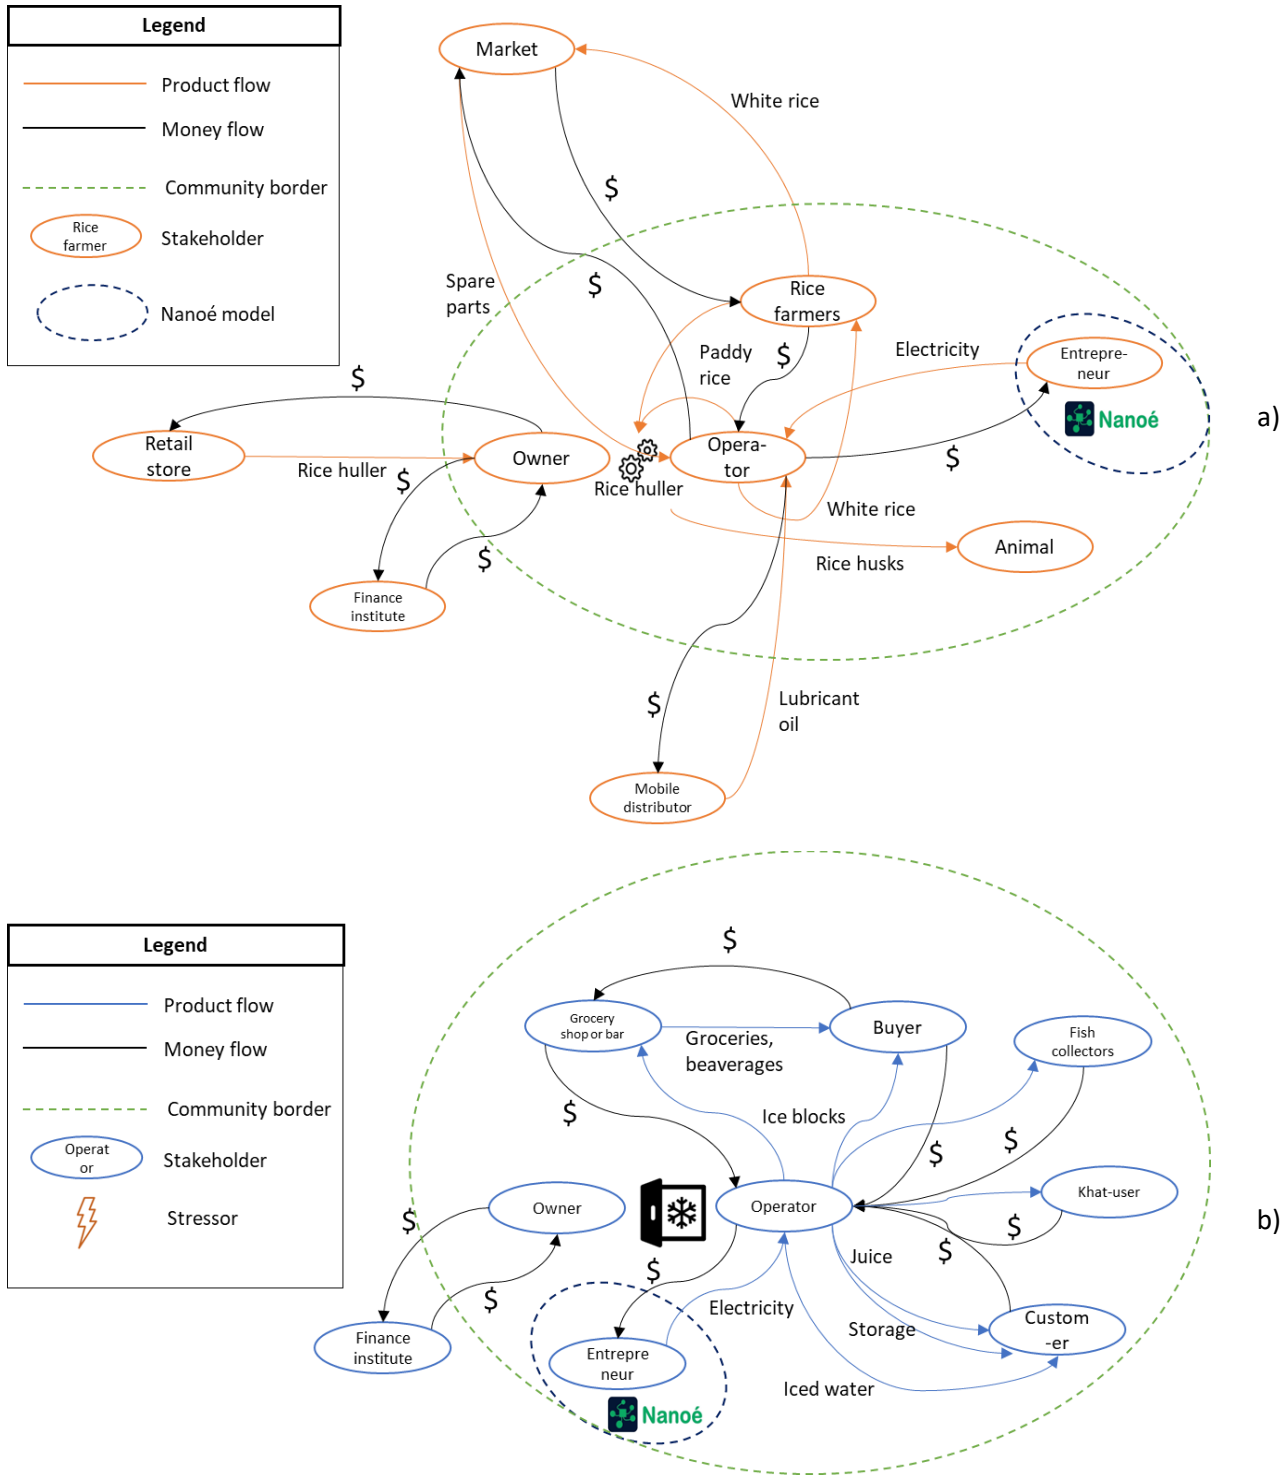 Legend
Product flow
Money flow
Community border
Rice
farmer
Stakeholder
Nanoé model
Market
White rice
$
$
Spare
parts
Rice
farmers
Paddy
rice
$
Electricity
Entrepre-
neur
Nanoé
a)
$
Retail
store
Rice huller
$
Owner
Rice huller
Opera-
tor
$
White rice
Rice husks
Animal
$
Finance
institute
$
Lubricant
oil
Mobile
distributor
Legend
Product flow
Money flow
Community border
Operat
or
Stakeholder
Stressor
$
Grocery
shop or bar
Groceries,
beaverages
Buyer
Fish
collectors
$
Ice blocks
$
$
Owner
Operator
Khat-user
b)
$
$
$
Juice
$
$
Electricity
Storage
Custom
-er
Finance
institute
Entrepre
neur
Iced water
Nanoé